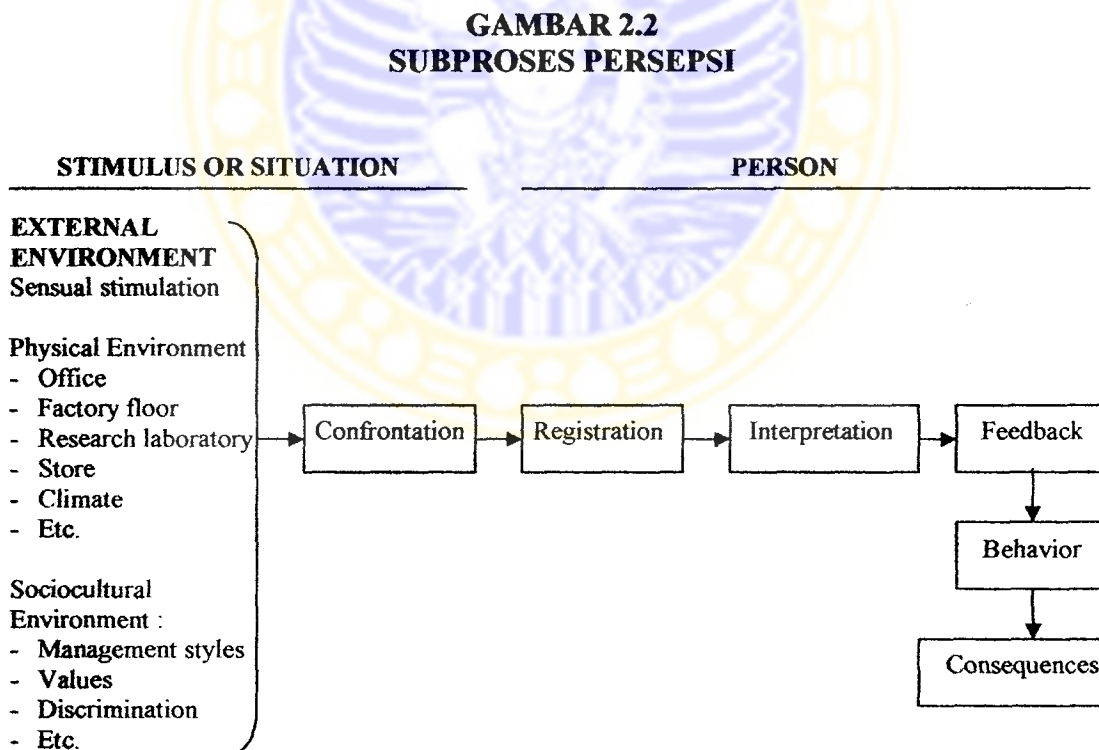 GAMBAR 2.2
SUBPROSES PERSEPSI
STIMULUS OR SITUATION
PERSON
EXTERNAL
ENVIRONMENT
Sensual stimulation
Physical Environment
- Office
- Factory floor
- Research laboratory
- Store
- Climate
- Etc.
Sociocultural
Environment :
- Management styles
- Values
- Discrimination
- Etc.
Confrontation
Registration
Interpretation
Feedback
Behavior
Consequences